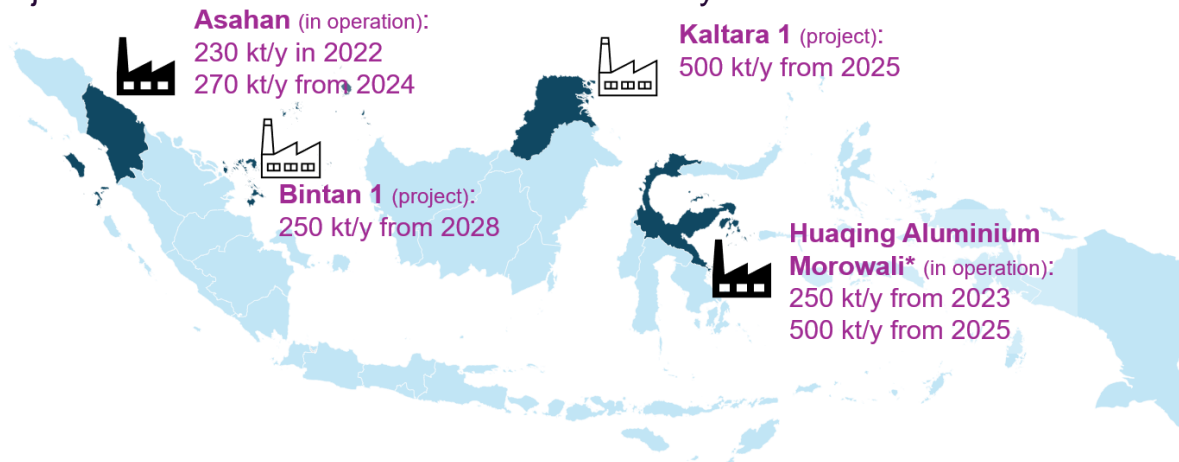 Asahan (in operation):
230 kt/y in 2022
270 kt/y from 2024
Kaltara 1 (project):
500 kt/y from 2025
Bintan 1 (project):
250 kt/y from 2028
Huaqing Aluminium
Morowali* (in operation):
250 kt/y from 2023
500 kt/y from 2025